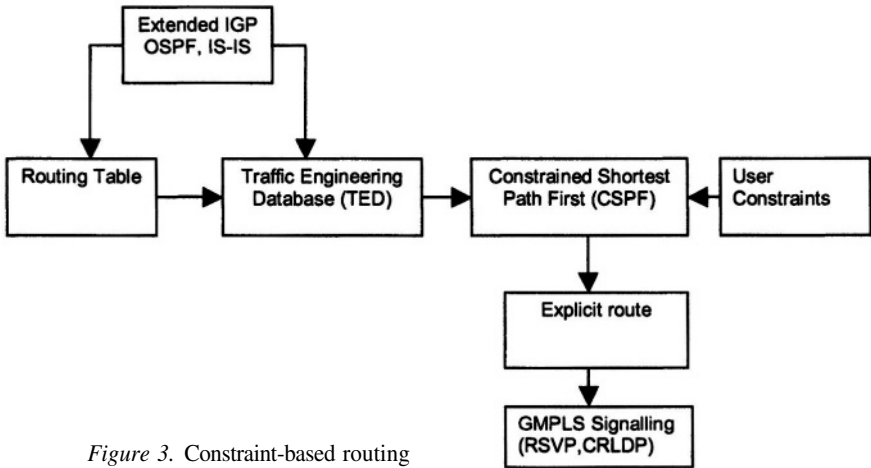 Extended IGP
OSPF, IS-IS
Routing Table
Traffic Engineering
Database (TED)
Constrained Shortest
Path First (CSPF)
User
Constraints
Explicit route
GMPLS Signalling
(RSVP,CRLDP)
Figure 3. Constraint-based routing